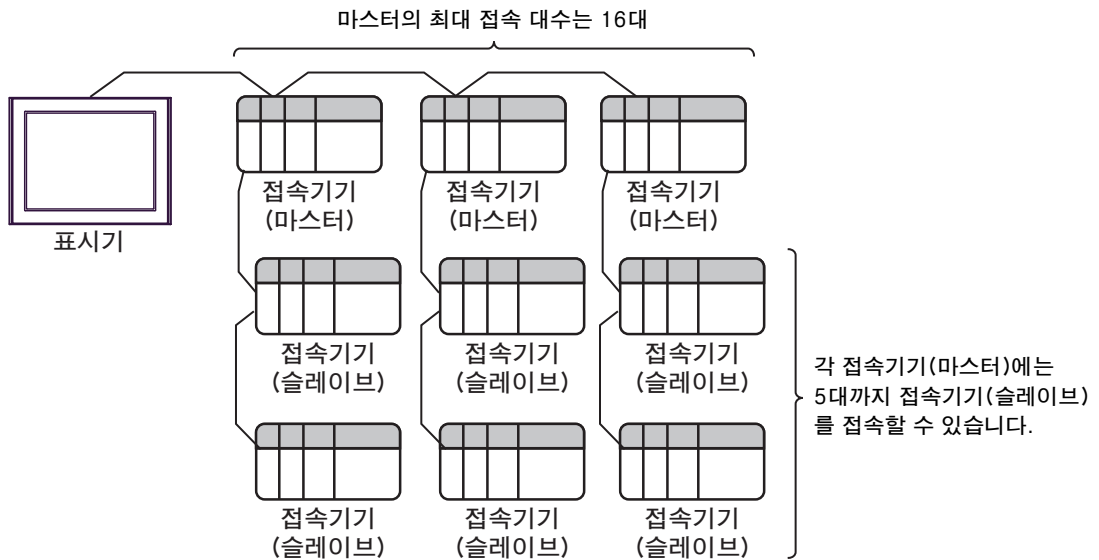 마스터의 최대 접속 대수는 16대
표시기
접속기기
(마스터)
접속기기
(마스터)
접속기기
(마스터)
접속기기
(슬레이브)
접속기기
(슬레이브)
접속기기
(슬레이브)
각 접속기기(마스터)에는
5대까지 접속기기(슬레이브)
를 접속할 수 있습니다.
접속기기
(슬레이브)
접속기기
(슬레이브)
접속기기
(슬레이브)